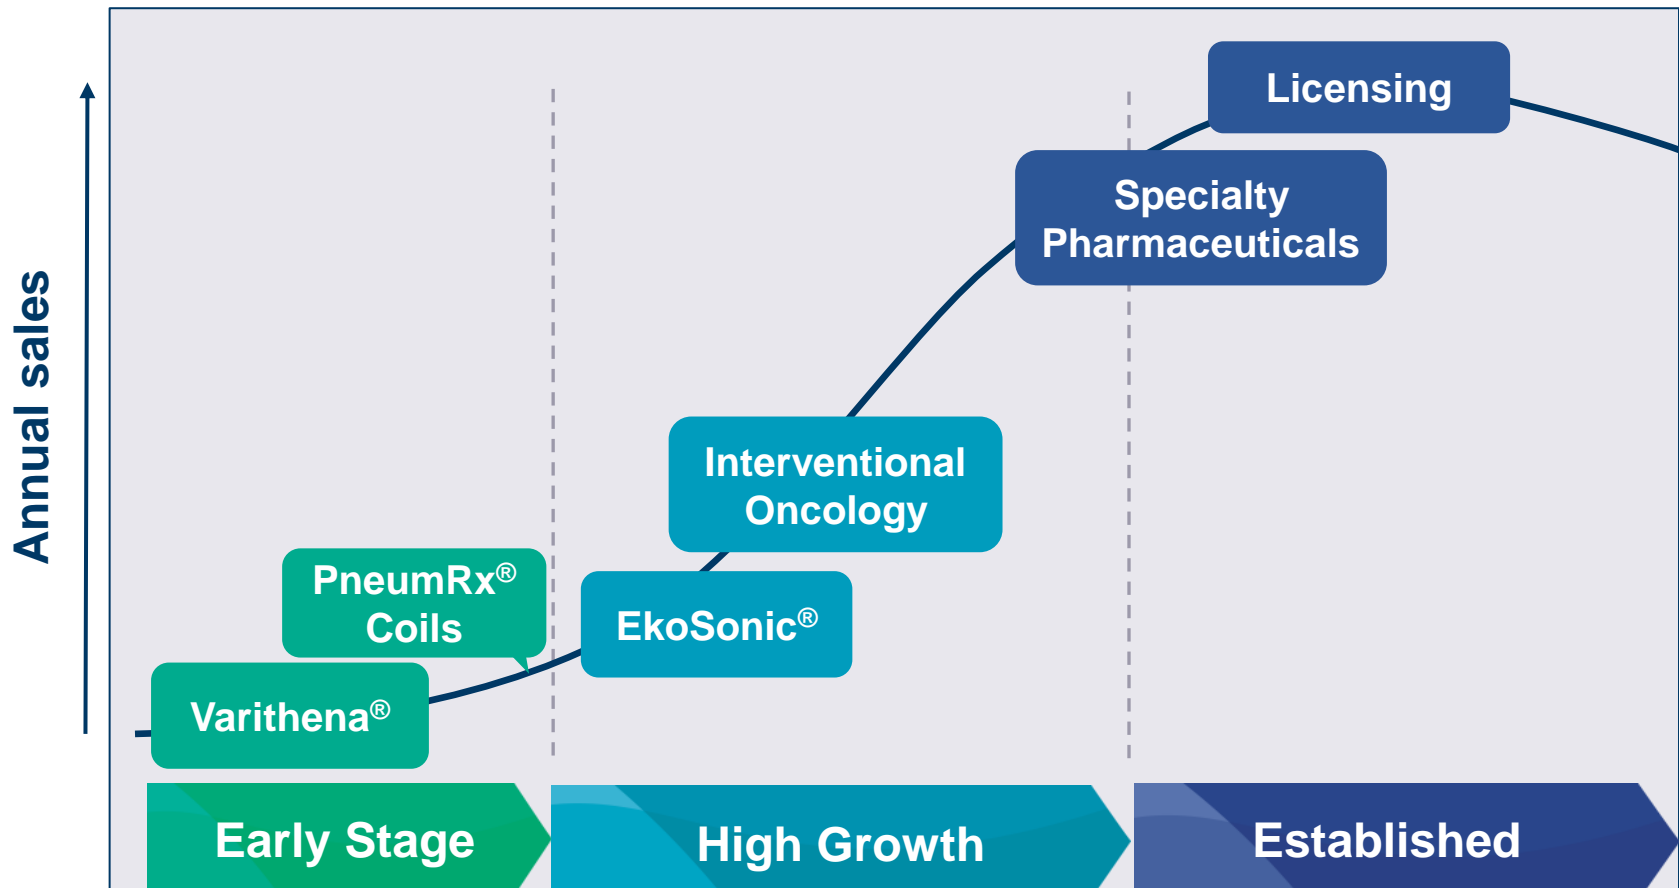 Annual sales
Licensing
Specialty
Pharmaceuticals
Interventional
Oncology
PneumRx®
Coils
EkoSonic®
Varithena®
Early Stage
High Growth
Established